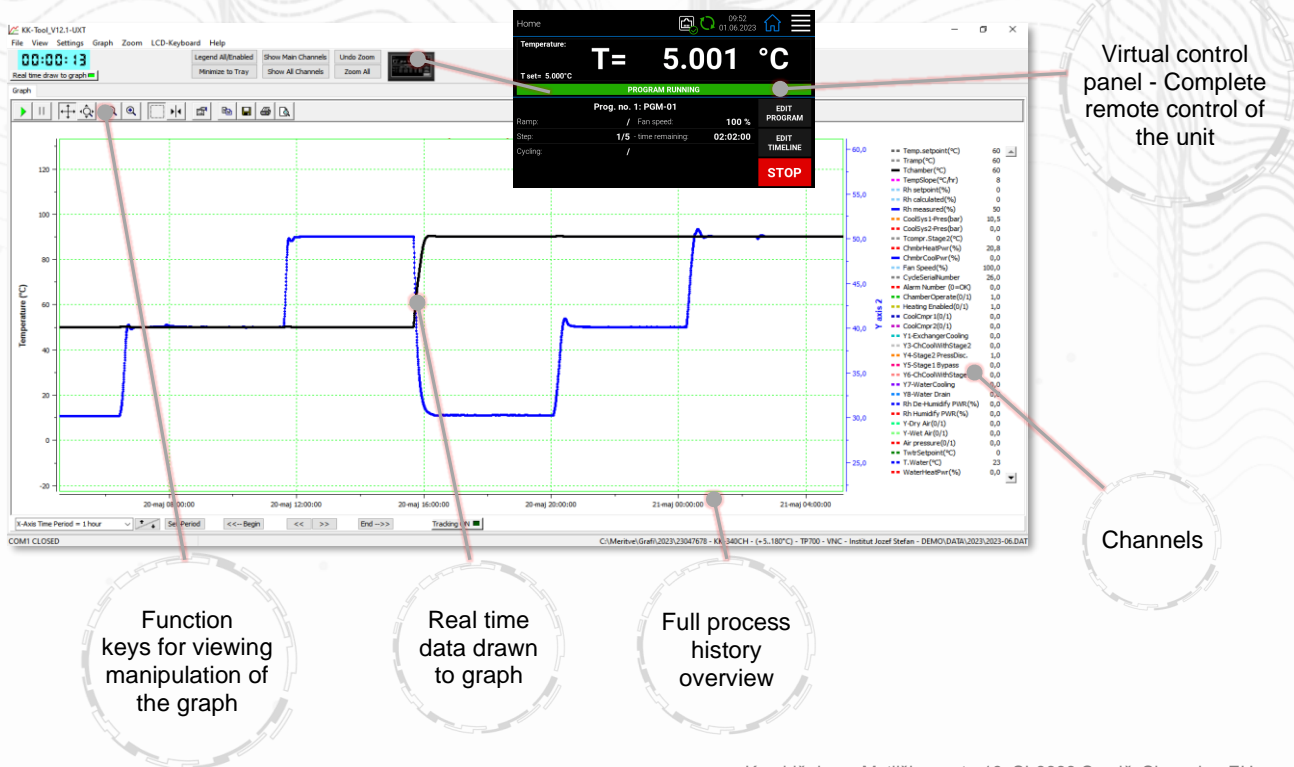 KK-Tool_V12.1-UXT
File View Settings Graph Zoom LCD-Keyboard Help
00:00:13
Real time draw to graph
Legend All/Enabled Show Main Channels Undo Zoom
Minimize to Tray Show All Channels Zoom All
Graph
Home
09:52
01.06.2023
Temperature:
T= 5.001 °C
T set= 5.000°C
PROGRAM RUNNING
Prog. no. 1: PGM-01
Ramp: / Fan speed: 100 %
Step: 1/5 - time remaining: 02:02:00
Cycling: /
EDIT
PROGRAM
EDIT
TIMELINE
STOP
Virtual control
panel - Complete
remote control of
the unit
Temperature (°C)
120
100
80
60
40
20
0
-20
60,0
55,0
50,0
45,0
40,0
35,0
30,0
25,0
Y axis 2
Temp.setpoint(°C) 60
Tramp(°C) 60
Tchamber(°C) 60
TempSlope(°C/hr) 8
Rh setpoint(%) 0
Rh calculated(%) 0
Rh measured(%) 50
CoolSys1-Pres(bar) 10,5
CoolSys2-Pres(bar) 0,0
Tcompr.Stage2(°C) 0
ChmbrHeatPwr(%) 20,8
ChmbrCoolPwr(%) 0,0
Fan Speed(%) 100,0
CycleSerialNumber 26,0
Alarm Number (0=OK) 0,0
ChamberOperate(0/1) 1,0
Heating Enabled(0/1) 1,0
CoolCmpr1(0/1) 0,0
CoolCmpr2(0/1) 0,0
Y1-ExchangerCooling 0,0
Y3-ChCoolWithStage2 0,0
Y4-Stage2 PressDisc. 1,0
Y5-Stage1 Bypass 0,0
Y6-ChCoolWithStage 0,0
Y7-WaterCooling 0,0
Y8-Water Drain 0,0
Rh De-Humidify PWR(%) 0,0
Rh Humidify PWR(%) 0,0
Y-Dry Air(0/1) 0,0
Y-Wet Air(0/1) 0,0
Air pressure(0/1) 0,0
TwtrSetpoint(°C) 0
T.Water(°C) 23
WaterHeatPwr(%) 0,0
20-maj 08:00:00
20-maj 12:00:00
20-maj 16:00:00
20-maj 20:00:00
21-maj 00:00:00
21-maj 04:00:00
X-Axis Time Period = 1 hour Set Period <<--Begin << >> End -->> Tracking ON
COM1 CLOSED
C:\Meritve\Grafi\2023\23047678 - KK-340CH - (+5..180°C) - TP700 - VNC - Institut Jozef Stefan - DEMO\DATA\2023\2023-06.DAT
Channels
Function
keys for viewing
manipulation of
the graph
Real time
data drawn
to graph
Full process
history
overview